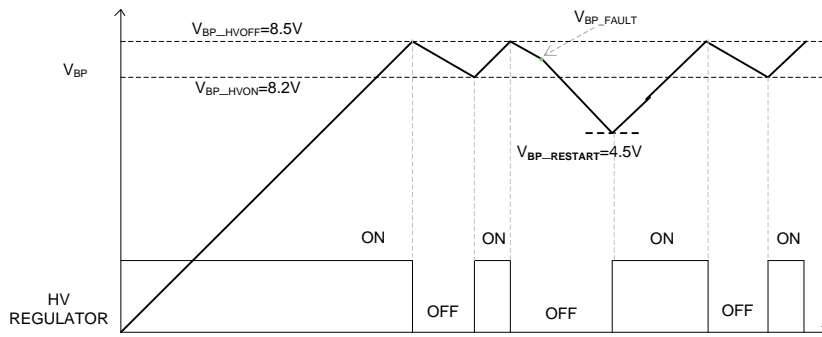 V_BP_FAULT
V_BP_HVOFF=8.5V
V_BP
V_BP_HVON=8.2V
V_BP_RESTART=4.5V
ON ON ON ON
HV
REGULATOR
OFF OFF OFF